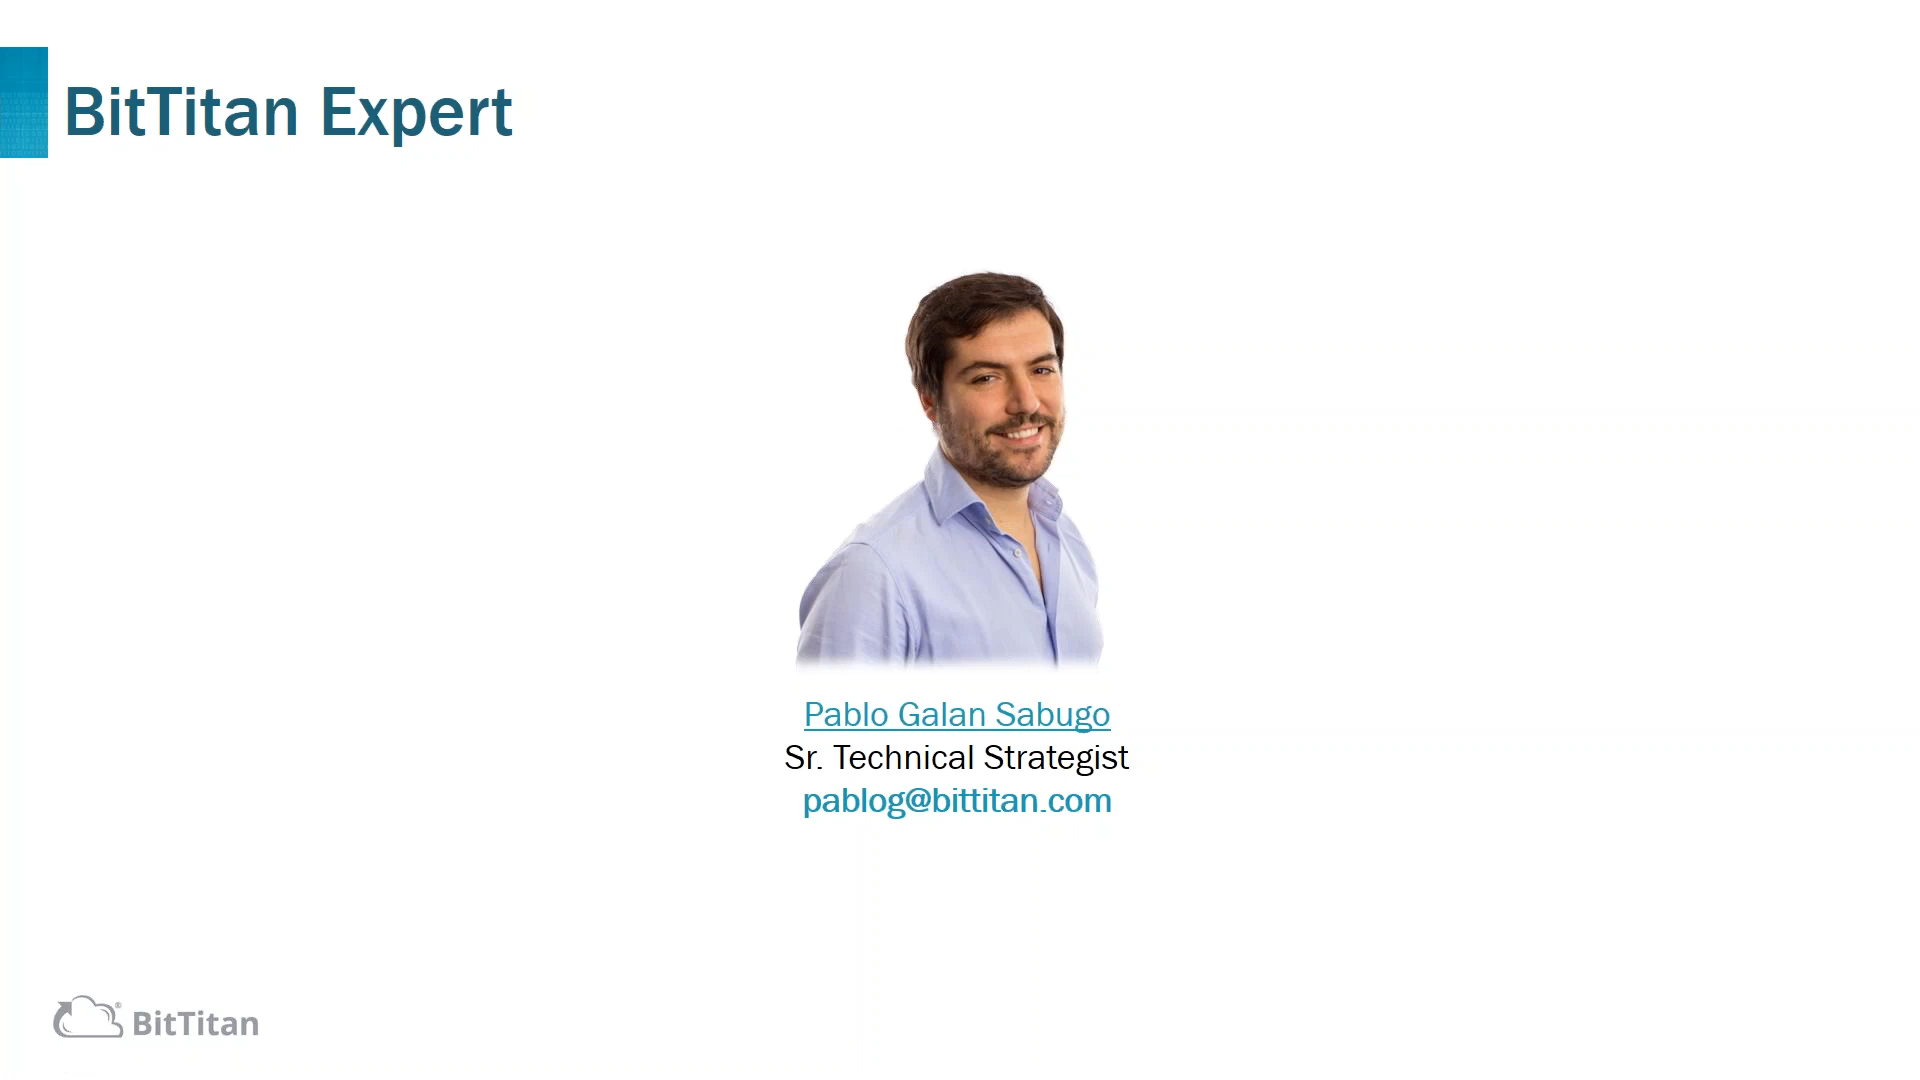 BitTitan Expert
Pablo Galan Sabugo
Sr. Technical Strategist
pablog@bittitan.com
BitTitan